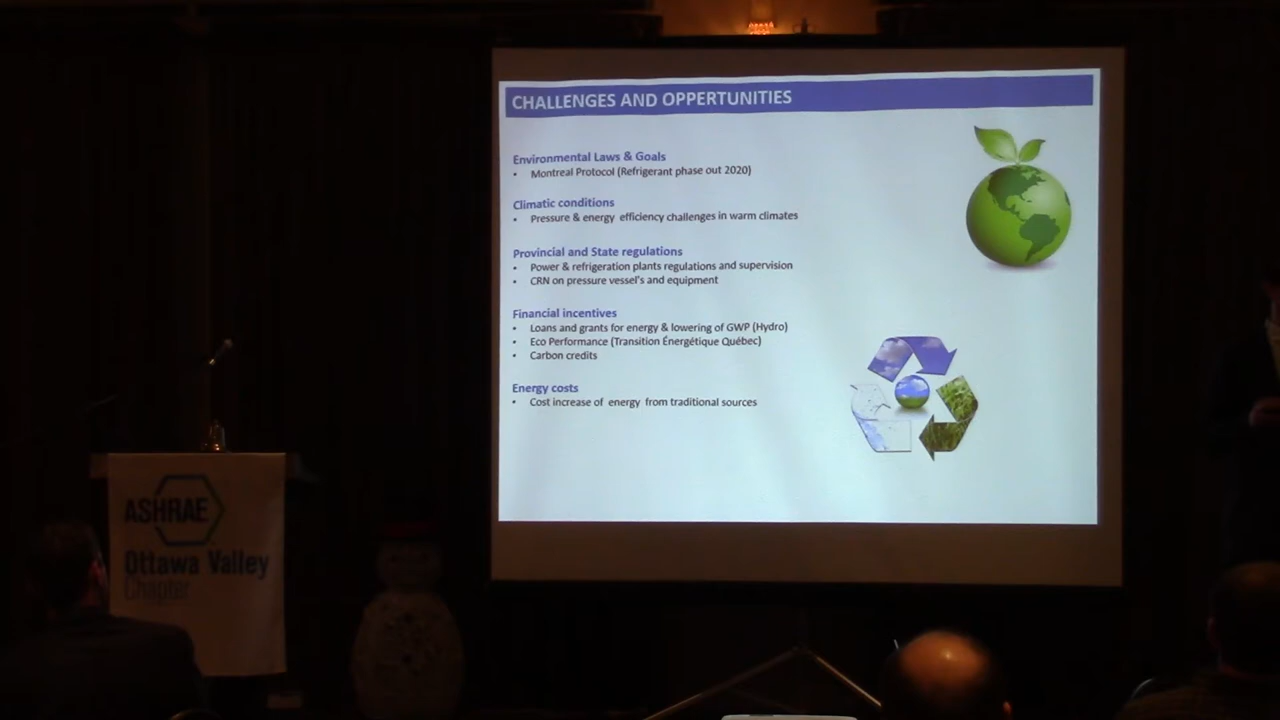 CHALLENGES AND OPPERTUNITIES
Environmental Laws & Goals
• Montreal Protocol (Refrigerant phase out 2020)
Climatic conditions
• Pressure & energy efficiency challenges in warm climates
Provincial and State regulations
• Power & refrigeration plants regulations and supervision
• CRN on pressure vessel's and equipment
Financial incentives
• Loans and grants for energy & lowering of GWP (Hydro)
• Eco Performance (Transition Énergétique Québec)
• Carbon credits
Energy costs
• Cost increase of energy from traditional sources
ASHRAE
Ottawa Valley
Chapter